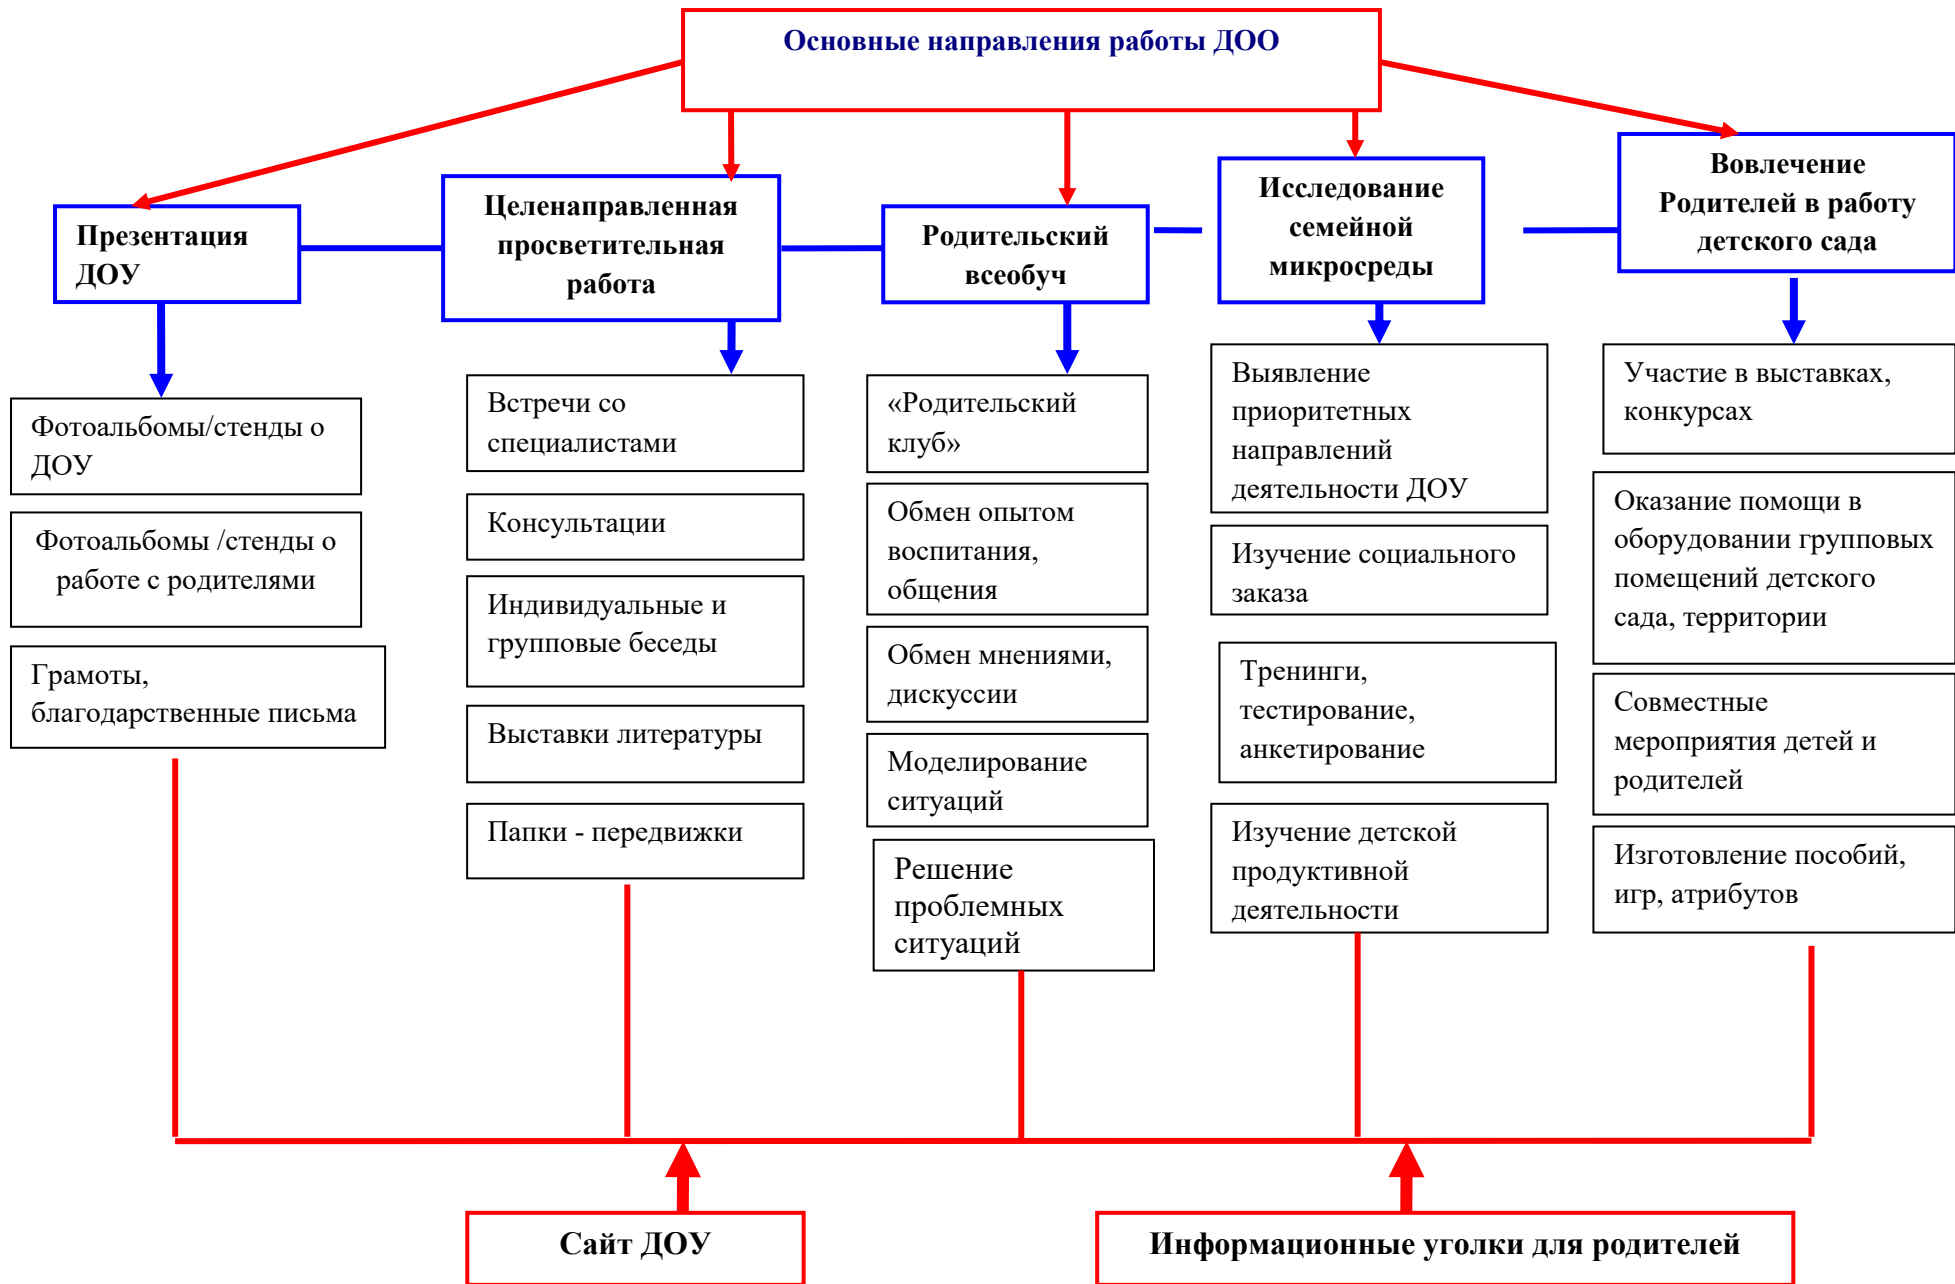 Основные направления работы ДОО
Презентация
ДОУ
Целенаправленная
просветительная
работа
Родительский
всеобуч
Исследование
семейной
микросреды
Вовлечение
Родителей в работу
детского сада
Фотоальбомы/стенды о
ДОУ
Фотоальбомы /стенды о
работе с родителями
Грамоты,
благодарственные письма
Встречи со
специалистами
Консультации
Индивидуальные и
групповые беседы
Выставки литературы
Папки - передвижки
«Родительский
клуб»
Обмен опытом
воспитания,
общения
Обмен мнениями,
дискуссии
Моделирование
ситуаций
Решение
проблемных
ситуаций
Выявление
приоритетных
направлений
деятельности ДОУ
Изучение социального
заказа
Тренинги,
тестирование,
анкетирование
Изучение детской
продуктивной
деятельности
Участие в выставках,
конкурсах
Оказание помощи в
оборудовании групповых
помещений детского
сада, территории
Совместные
мероприятия детей и
родителей
Изготовление пособий,
игр, атрибутов
Сайт ДОУ
Информационные уголки для родителей